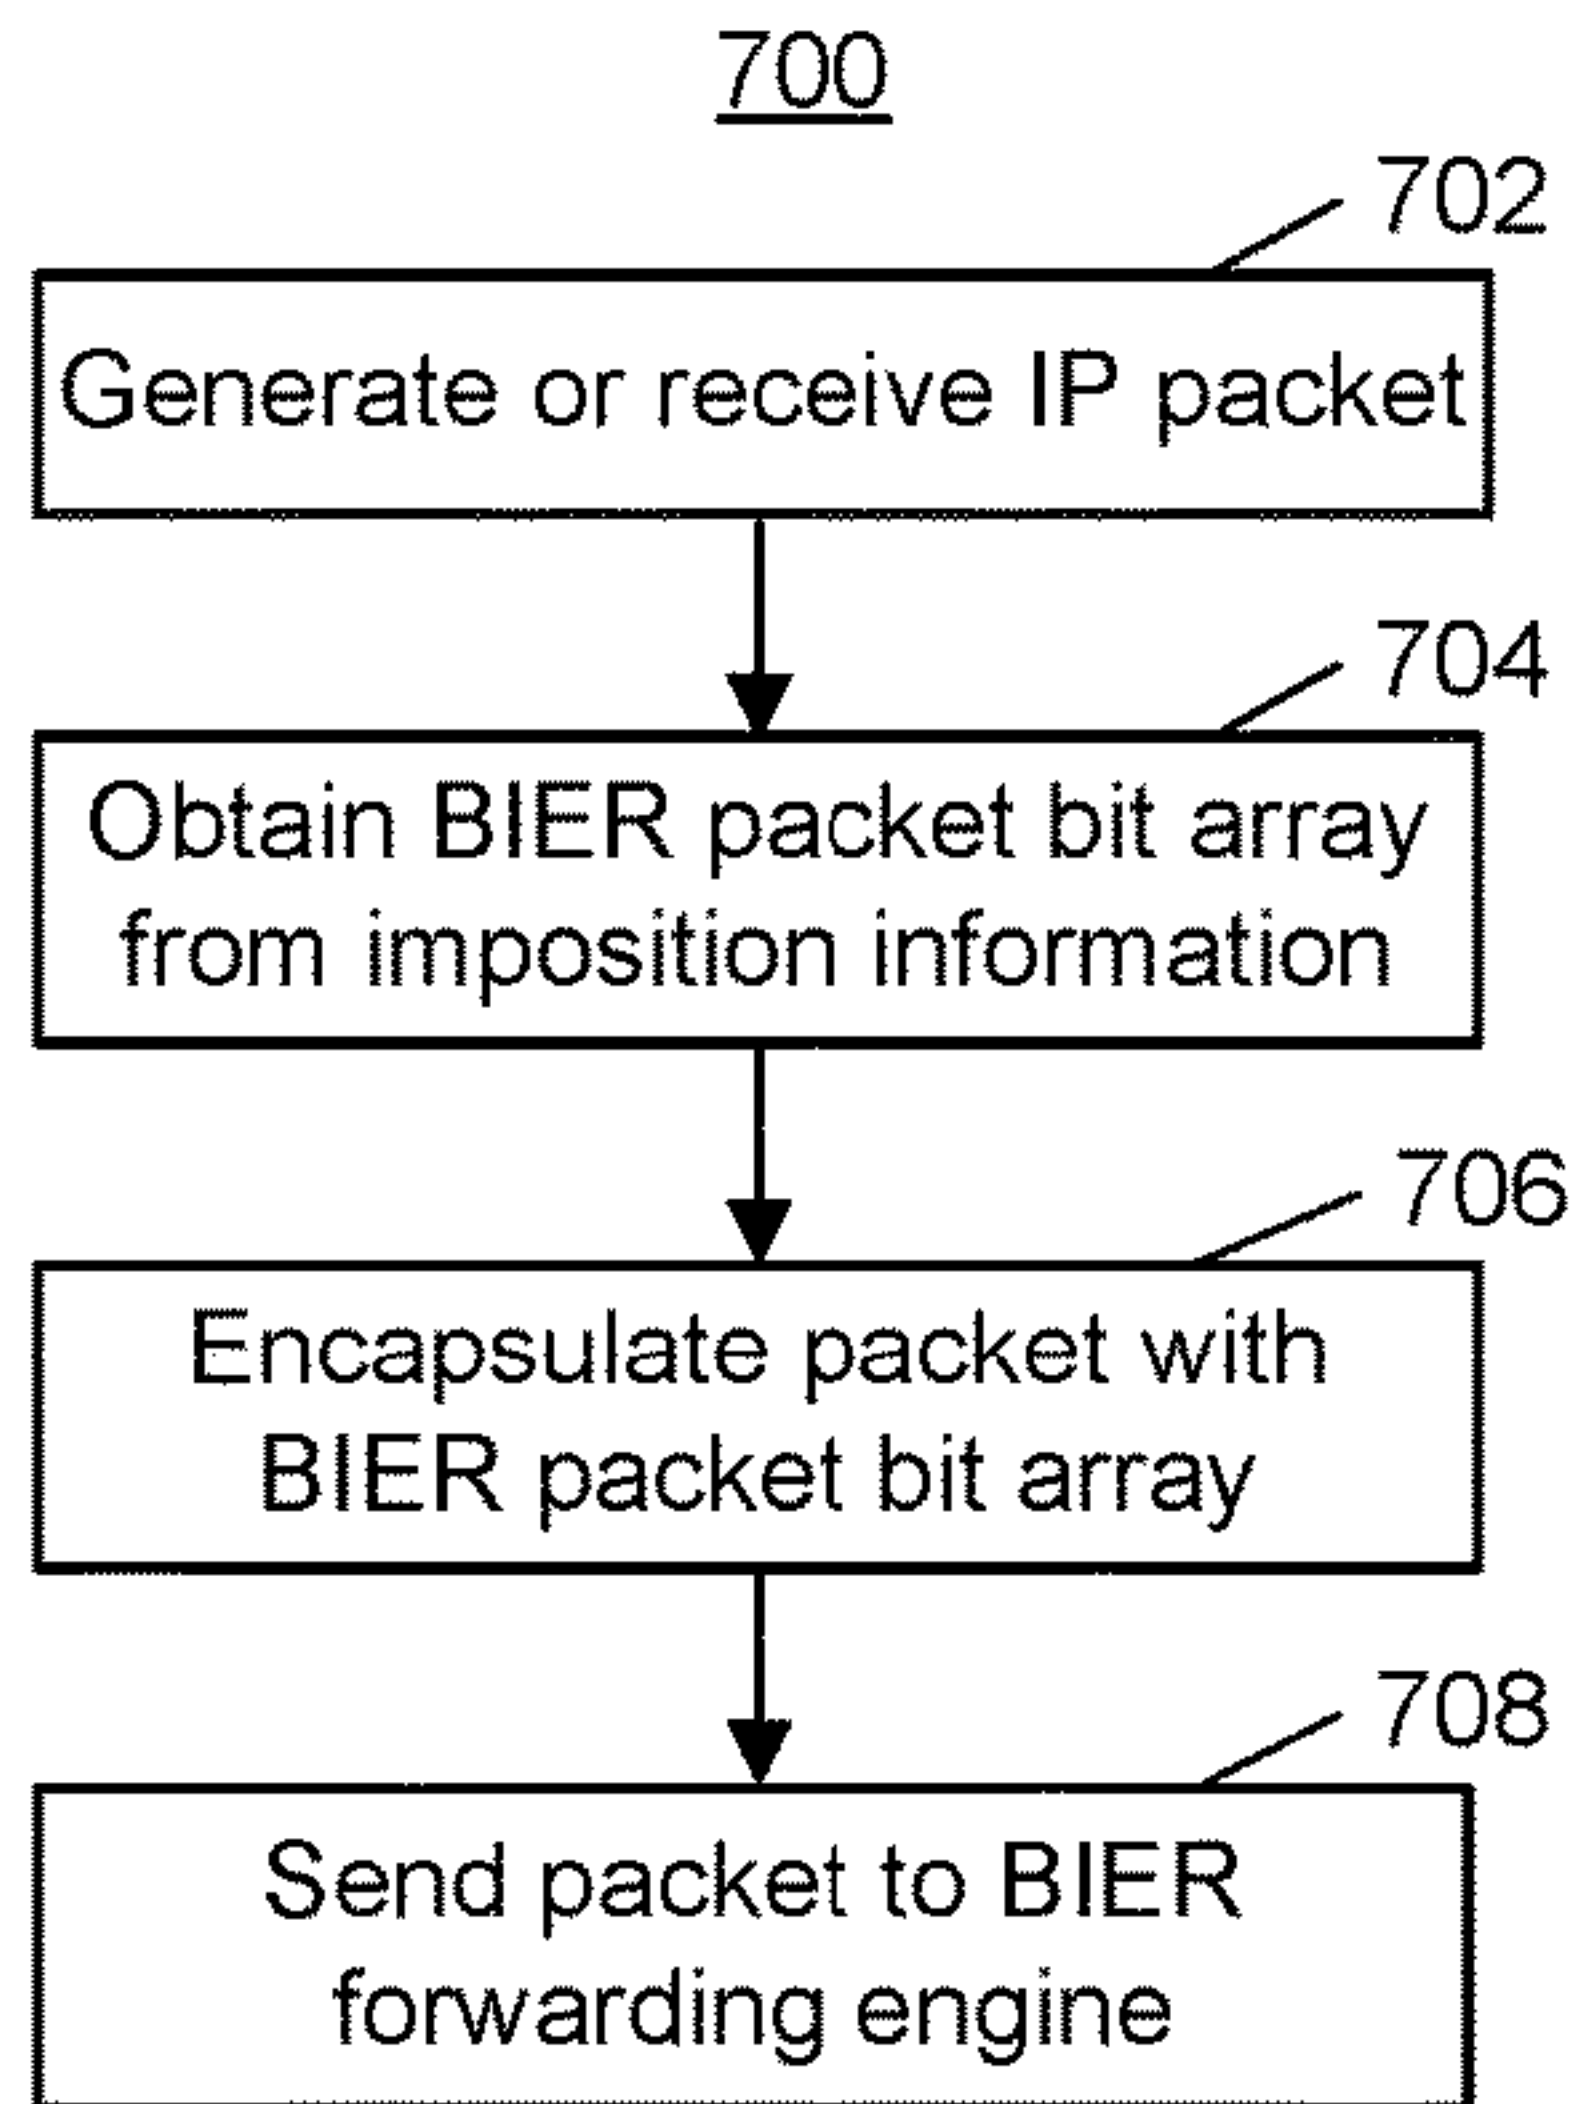 700
702
Generate or receive IP packet
704
Obtain BIER packet bit array
from imposition information
706
Encapsulate packet with
BIER packet bit array
708
Send packet to BIER
forwarding engine